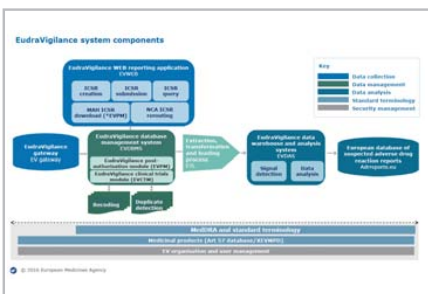 EudraVigilance system components
EudraVigilance WEB reporting application
EVWEB
ICSR
creation
ICSR
submission
ICSR
query
MAH ICSR
download (*EVPM)
NCA ICSR
rerouting
Key
Data collection
Data management
Data analysis
Standard terminology
Security management
EudraVigilance
gateway
EV gateway
EudraVigilance database
management system
EVDBMS
EudraVigilance post-
authorisation module (EVPM)
EudraVigilance clinical trials
module (EVCTM)
Extraction,
transformation
and loading
process
ETL
EudraVigilance data
warehouse and analysis
system
EVDAS
Signal
detection
Data
analysis
European database of
suspected adverse drug
reaction reports
Adrreports.eu
Recoding
Duplicate
detection
MedDRA and standard terminology
Medicinal products (Art 57 database/XEVMPD)
EV organisation and user management
© 2016 European Medicines Agency